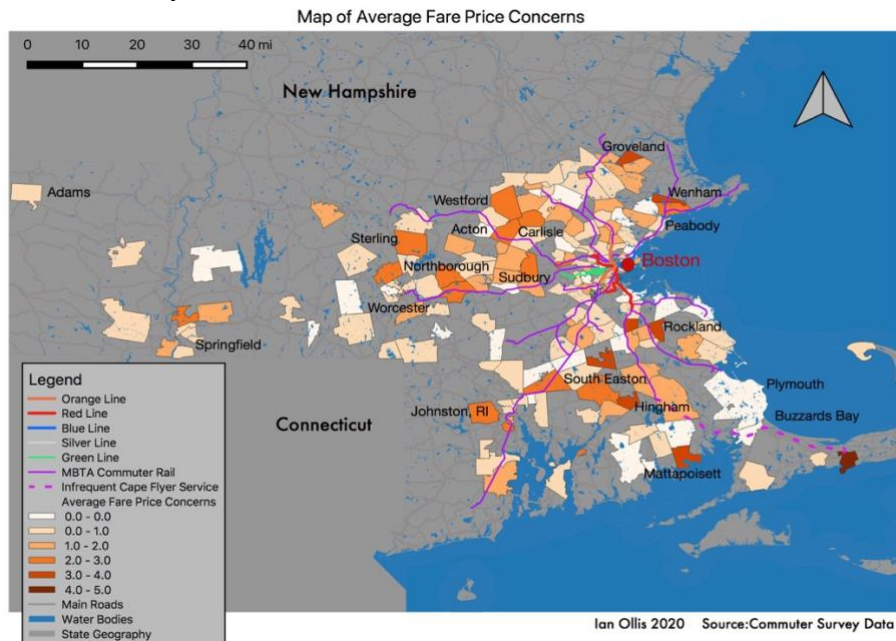 Map of Average Fare Price Concerns
0 10 20 30 40 mi
New Hampshire
Groveland
Adams
Westford
Wenham
Acton
Carlisle
Peabody
Sterling
Boston
Northborough
Sudbury
Worcester
Rockland
Springfield
Legend
Orange Line
Red Line
Blue Line
Silver Line
Green Line
MBTA Commuter Rail
Infrequent Cape Flyer Service
Average Fare Price Concerns
0.0 - 0.0
0.0 - 1.0
1.0 - 2.0
2.0 - 3.0
3.0 - 4.0
4.0 - 5.0
Main Roads
Water Bodies
State Geography
South Easton
Plymouth
Johnston, RI
Hingham
Buzzards Bay
Connecticut
Mattapoisett
Ian Ollis 2020 Source:Commuter Survey Data